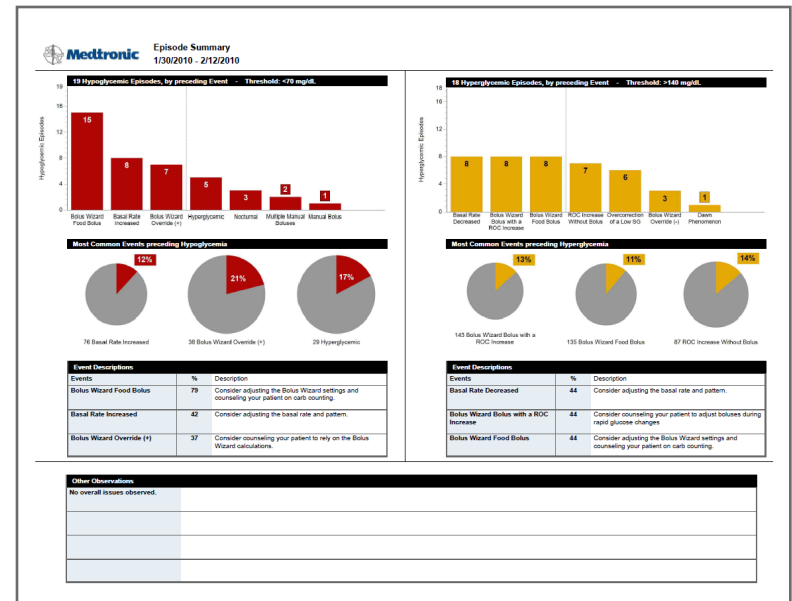 Medtronic
Episode Summary
1/30/2010 - 2/12/2010
19 Hypoglycemic Episodes, by preceding Event - Threshold: <70 mg/dL
19
16
12
8
4
0
Hypoglycemic Episodes
15
8
7
5
3
2
1
Bolus Wizard Food Bolus
Basal Rate Increased
Bolus Wizard Override (+)
Hyperglycemic
Nocturnal
Multiple Manual Boluses
Manual Bolus
Most Common Events preceding Hypoglycemia
12%
21%
17%
76 Basal Rate Increased
38 Bolus Wizard Override (+)
29 Hyperglycemic
Event Descriptions
Events % Description
Bolus Wizard Food Bolus 79 Consider adjusting the Bolus Wizard settings and
counseling your patient on carb counting.
Basal Rate Increased 42 Consider adjusting the basal rate and pattern.
Bolus Wizard Override (+) 37 Consider counseling your patient to rely on the Bolus
Wizard calculations.
18 Hyperglycemic Episodes, by preceding Event - Threshold: >140 mg/dL
18
16
12
8
4
0
Hyperglycemic Episodes
8
8
8
7
6
3
1
Basal Rate Decreased
Bolus Wizard Bolus with a ROC Increase
Bolus Wizard Food Bolus
ROC Increase Without Bolus
Overcorrection of a Low SG
Bolus Wizard Override (-)
Dawn Phenomenon
Most Common Events preceding Hyperglycemia
13%
11%
14%
143 Bolus Wizard Bolus with a
ROC Increase
135 Bolus Wizard Food Bolus
87 ROC Increase Without Bolus
Event Descriptions
Events % Description
Basal Rate Decreased 44 Consider adjusting the basal rate and pattern.
Bolus Wizard Bolus with a ROC 44 Consider counseling your patient to adjust boluses during
Increase rapid glucose changes
Bolus Wizard Food Bolus 44 Consider adjusting the Bolus Wizard settings and
counseling your patient on carb counting.
Other Observations
No overall issues observed.